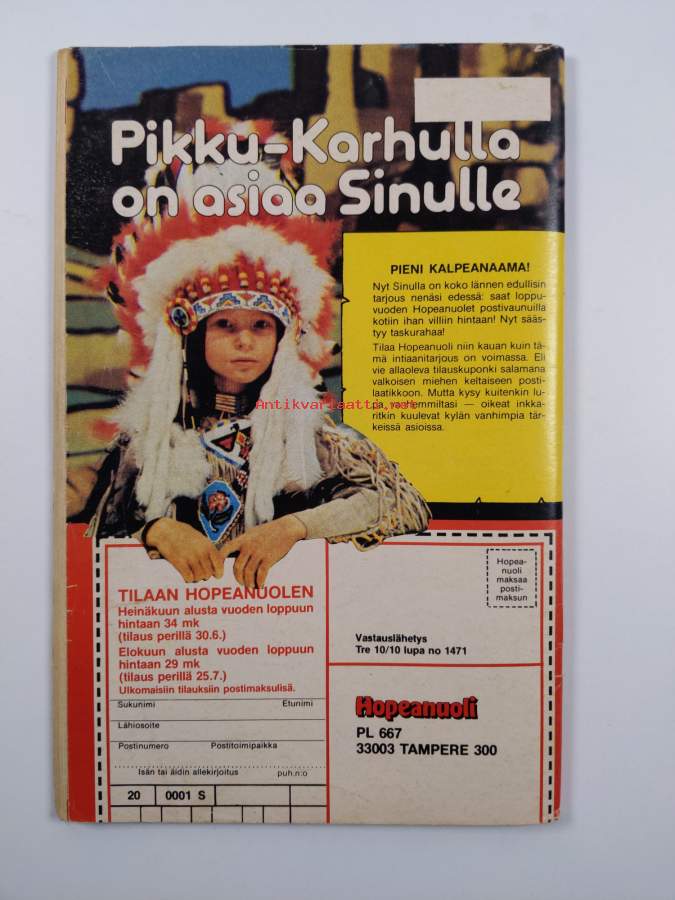 Pikku-Karhulla
on asiaa Sinulle
PIENI KALPEANAAMA!
Nyt Sinulla on koko lännen edullisin
tarjous nenäsi edessä: saat loppu-
vuoden Hopeanuolet postivaunuilla
kotiin ihan villiin hintaan! Nyt sääs-
tyy taskurahaa!
Tilaa Hopeanuoli niin kauan kuin tä-
mä intiaanitarjous on voimassa. Eli
vie allaoleva tilauskuponki salamana
valkoisen miehen keltaiseen posti-
laatikkoon. Mutta kysy kuitenkin lu-
pa vanhemmiltasi — oikeat inkka-
ritkin kuulevat kylän vanhimpia tär-
keissä asioissa.
Antikvariaatto.net
TILAAN HOPEANUOLEN
Heinäkuun alusta vuoden loppuun
hintaan 34 mk
(tilaus perillä 30.6.)
Elokuun alusta vuoden loppuun
hintaan 29 mk
(tilaus perillä 25.7.)
Ulkomaisiin tilauksiin postimaksulisä.
Sukunimi Etunimi
Lähiosoite
Postinumero Postitoimipaikka
Isän tai äidin allekirjoitus puh.n:o
20 0001 S
Hopea-
nuoli
maksaa
posti-
maksun
Vastauslähetys
Tre 10/10 lupa no 1471
Hopeanuoli
PL 667
33003 TAMPERE 300